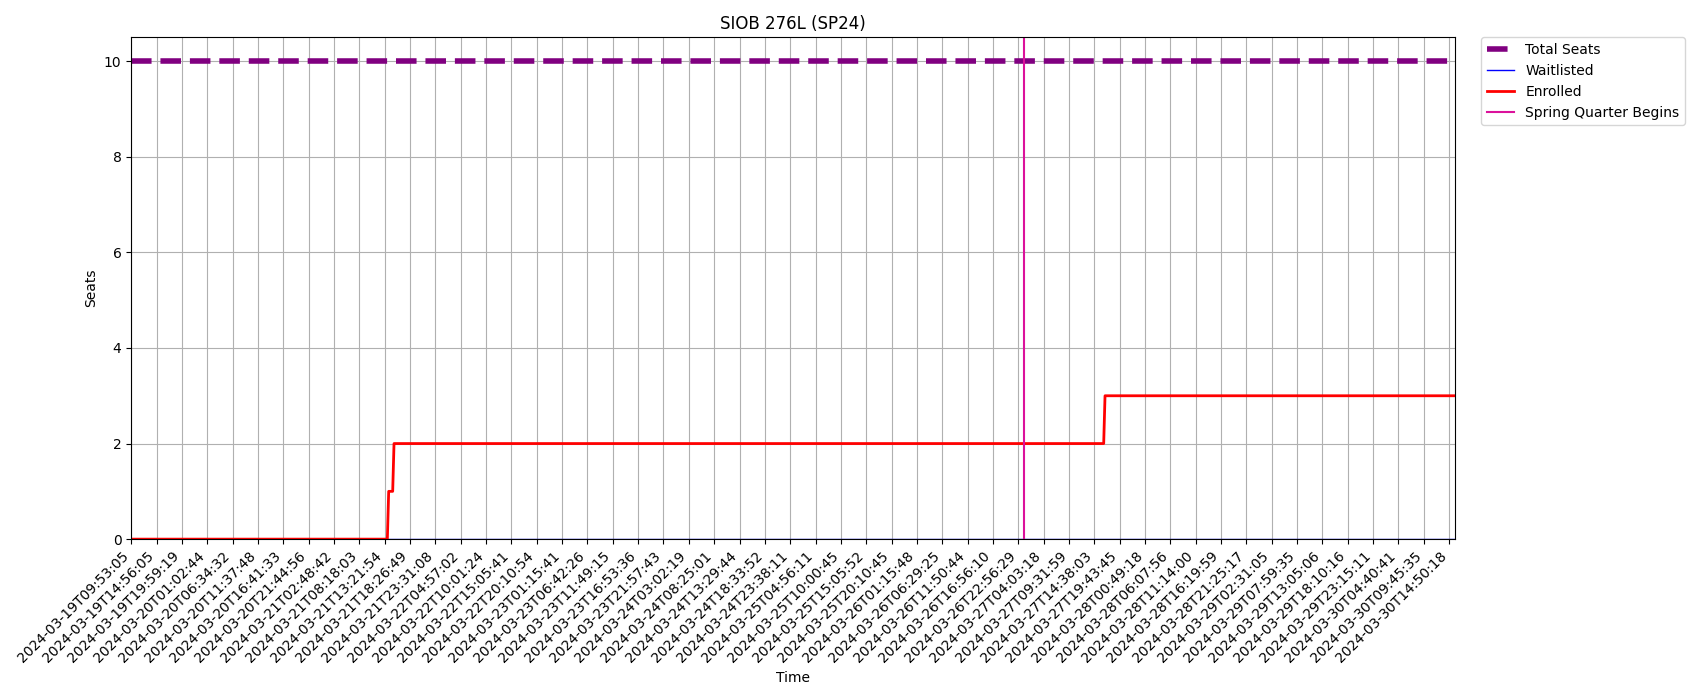 SIOB 276L (SP24)
Total Seats
Waitlisted
Enrolled
Spring Quarter Begins
Seats
10
8
6
4
2
0
2024-03-19T09:53:05
2024-03-19T14:56:05
2024-03-19T19:59:19
2024-03-20T01:02:44
2024-03-20T06:34:32
2024-03-20T11:37:48
2024-03-20T16:41:33
2024-03-20T21:44:56
2024-03-21T02:48:42
2024-03-21T08:18:03
2024-03-21T13:21:54
2024-03-21T18:26:49
2024-03-21T23:31:08
2024-03-22T04:57:02
2024-03-22T10:01:24
2024-03-22T15:05:41
2024-03-22T20:10:54
2024-03-23T01:15:41
2024-03-23T06:42:26
2024-03-23T11:49:15
2024-03-23T16:53:36
2024-03-23T21:57:43
2024-03-24T03:02:19
2024-03-24T08:25:01
2024-03-24T13:29:44
2024-03-24T18:33:52
2024-03-24T23:38:11
2024-03-25T04:56:11
2024-03-25T10:00:45
2024-03-25T15:05:52
2024-03-25T20:10:45
2024-03-26T01:15:48
2024-03-26T06:29:25
2024-03-26T11:50:44
2024-03-26T16:56:10
2024-03-26T22:56:29
2024-03-27T04:03:18
2024-03-27T09:31:59
2024-03-27T14:38:03
2024-03-27T19:43:45
2024-03-28T00:49:18
2024-03-28T06:07:56
2024-03-28T11:14:00
2024-03-28T16:19:59
2024-03-28T21:25:17
2024-03-29T02:31:05
2024-03-29T07:59:35
2024-03-29T13:05:06
2024-03-29T18:10:16
2024-03-29T23:15:11
2024-03-30T04:40:41
2024-03-30T09:45:35
2024-03-30T14:50:18
Time